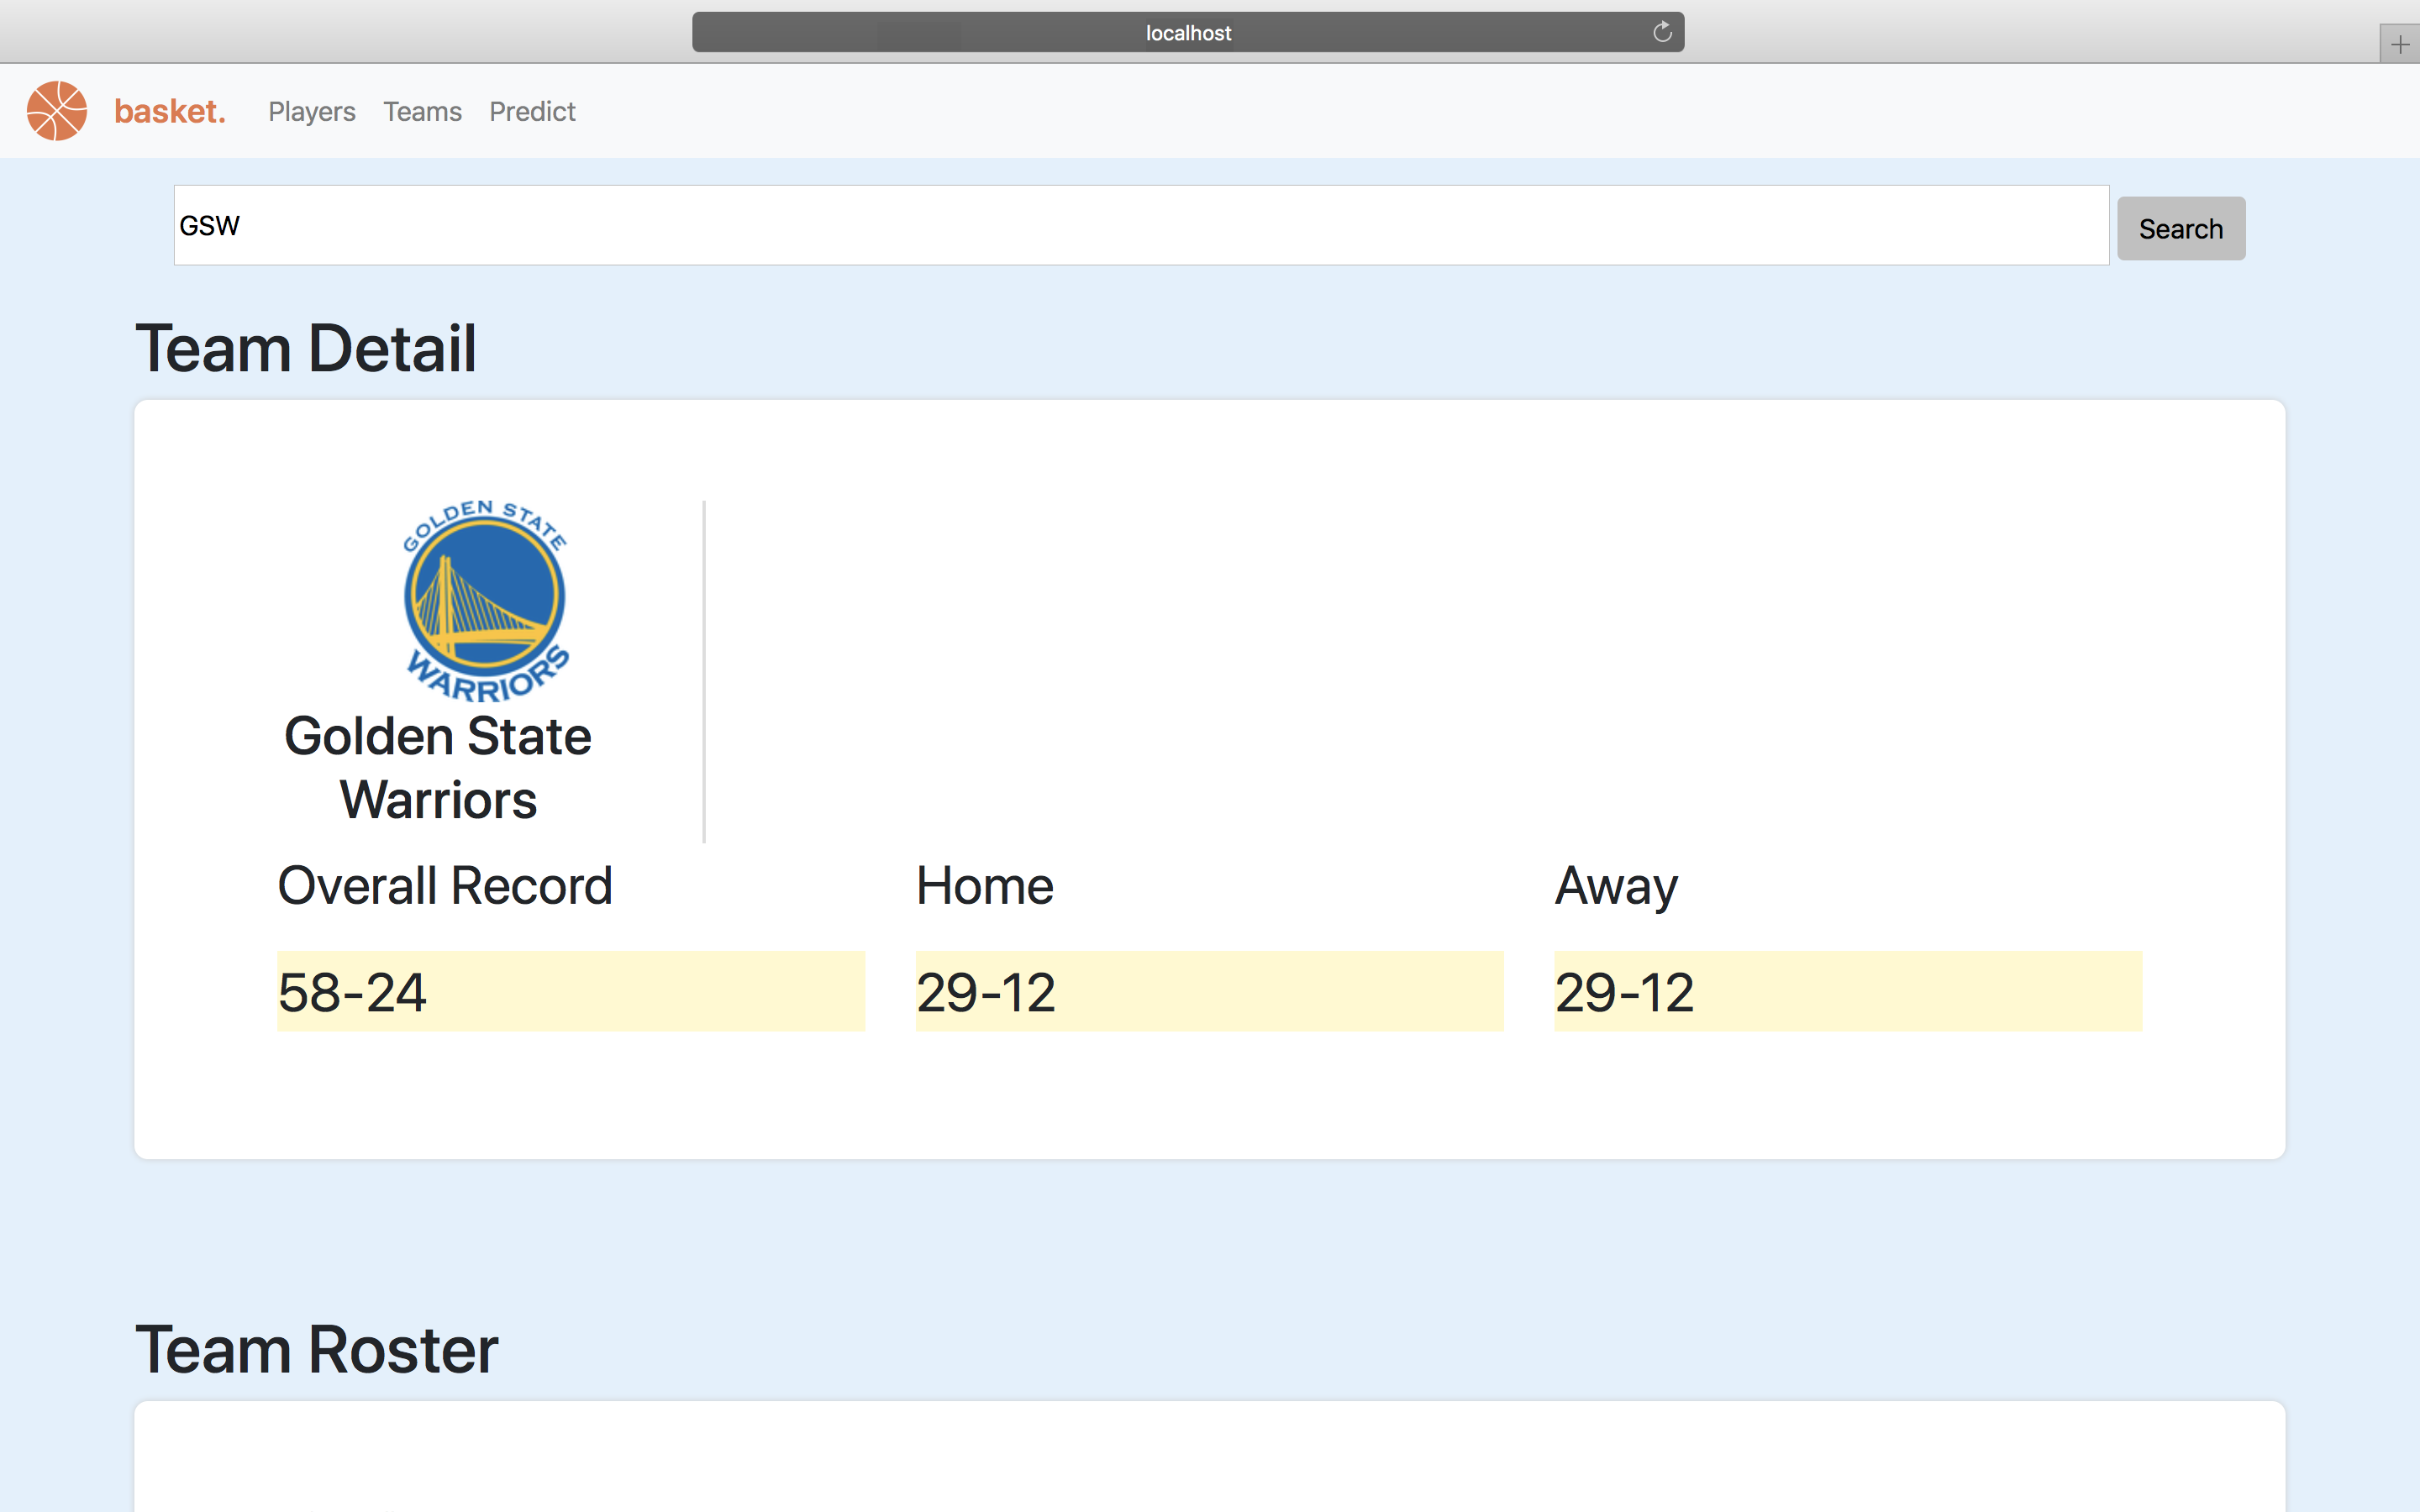 localhost
basket. Players Teams Predict
GSW
Search
Team Detail
GOLDEN STATE
WARRIORS
Golden State
Warriors
Overall Record Home Away
58-24 29-12 29-12
Team Roster